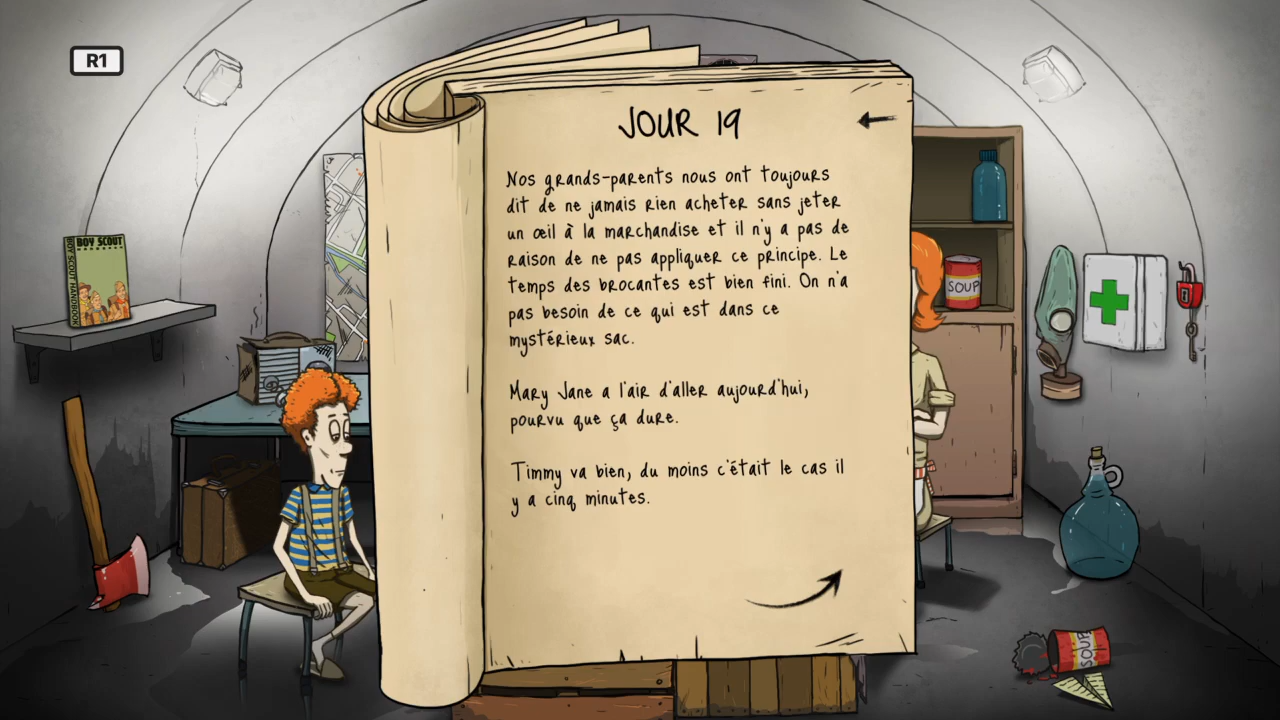 R1
JOUR 19
Nos grands-parents nous ont toujours
dit de ne jamais rien acheter sans jeter
un œil à la marchandise et il n'y a pas de
raison de ne pas appliquer ce principe. Le
temps des brocantes est bien fini. On n'a
pas besoin de ce qui est dans ce
mystérieux sac.
Mary Jane a l'air d'aller aujourd'hui,
pourvu que ça dure.
Timmy va bien, du moins c'était le cas il
y a cinq minutes.
BOY SCOUT
BOY SCOUT HANDBOOK
SOUP
SOUP